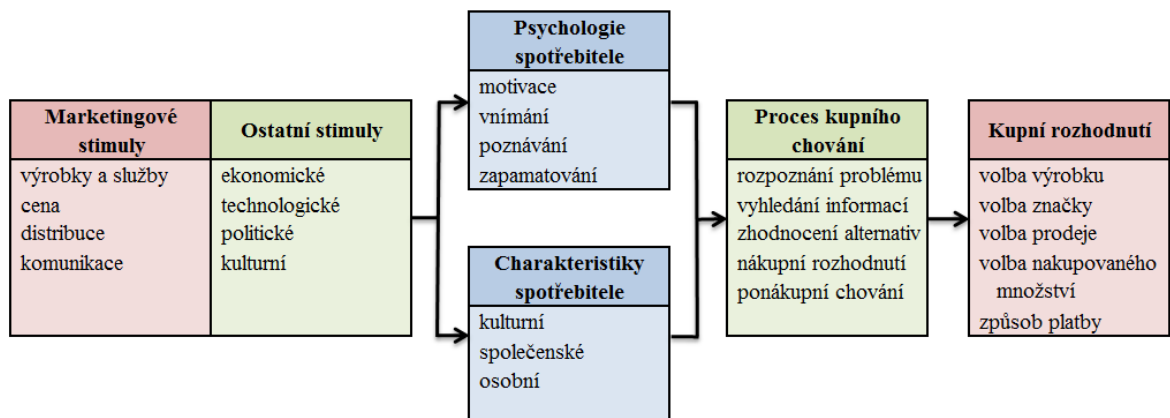 Marketingové
stimuly
výrobky a služby
cena
distribuce
komunikace
Ostatní stimuly
ekonomické
technologické
politické
kulturní
Psychologie
spotřebitele
motivace
vnímání
poznávání
zapamatování
Charakteristiky
spotřebitele
kulturní
společenské
osobní
Proces kupního
chování
rozpoznání problému
vyhledání informací
zhodnocení alternativ
nákupní rozhodnutí
ponákupní chování
Kupní rozhodnutí
volba výrobku
volba značky
volba prodeje
volba nakupovaného
množství
způsob platby